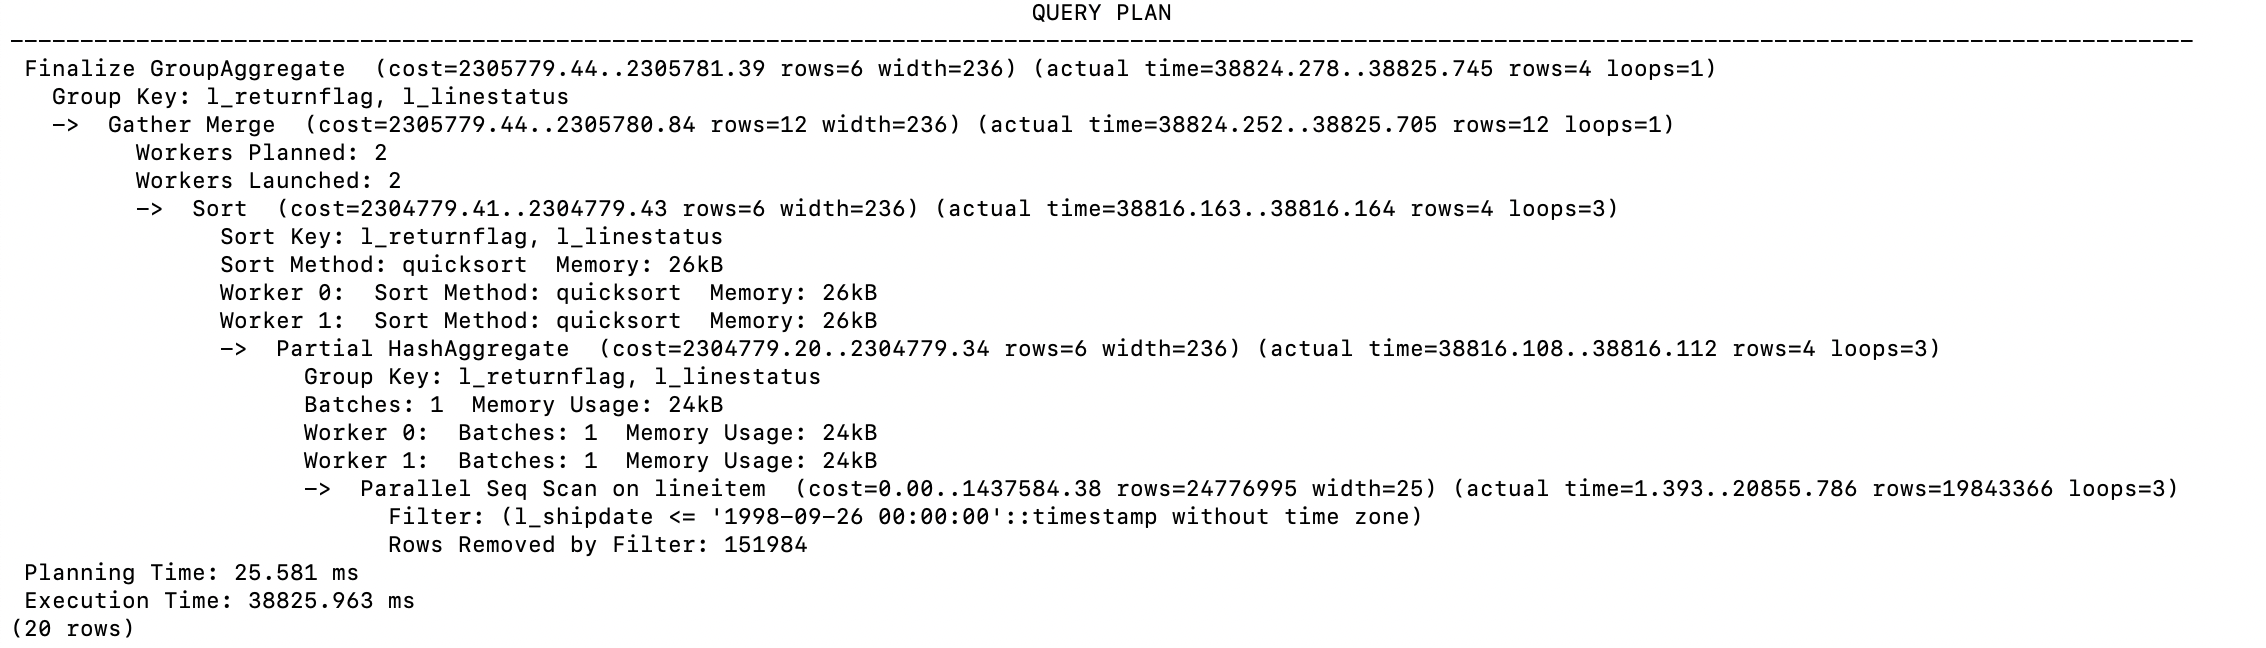 QUERY PLAN
------------------------------------------------------------------------------------------------------------------------------------------------------------
Finalize GroupAggregate  (cost=2305779.44..2305781.39 rows=6 width=236) (actual time=38824.278..38825.745 rows=4 loops=1)
Group Key: l_returnflag, l_linestatus
->  Gather Merge  (cost=2305779.44..2305780.84 rows=12 width=236) (actual time=38824.252..38825.705 rows=12 loops=1)
Workers Planned: 2
Workers Launched: 2
->  Sort  (cost=2304779.41..2304779.43 rows=6 width=236) (actual time=38816.163..38816.164 rows=4 loops=3)
Sort Key: l_returnflag, l_linestatus
Sort Method: quicksort  Memory: 26kB
Worker 0:  Sort Method: quicksort  Memory: 26kB
Worker 1:  Sort Method: quicksort  Memory: 26kB
->  Partial HashAggregate  (cost=2304779.20..2304779.34 rows=6 width=236) (actual time=38816.108..38816.112 rows=4 loops=3)
Group Key: l_returnflag, l_linestatus
Batches: 1  Memory Usage: 24kB
Worker 0:  Batches: 1  Memory Usage: 24kB
Worker 1:  Batches: 1  Memory Usage: 24kB
->  Parallel Seq Scan on lineitem  (cost=0.00..1437584.38 rows=24776995 width=25) (actual time=1.393..20855.786 rows=19843366 loops=3)
Filter: (l_shipdate <= '1998-09-26 00:00:00'::timestamp without time zone)
Rows Removed by Filter: 151984
Planning Time: 25.581 ms
Execution Time: 38825.963 ms
(20 rows)